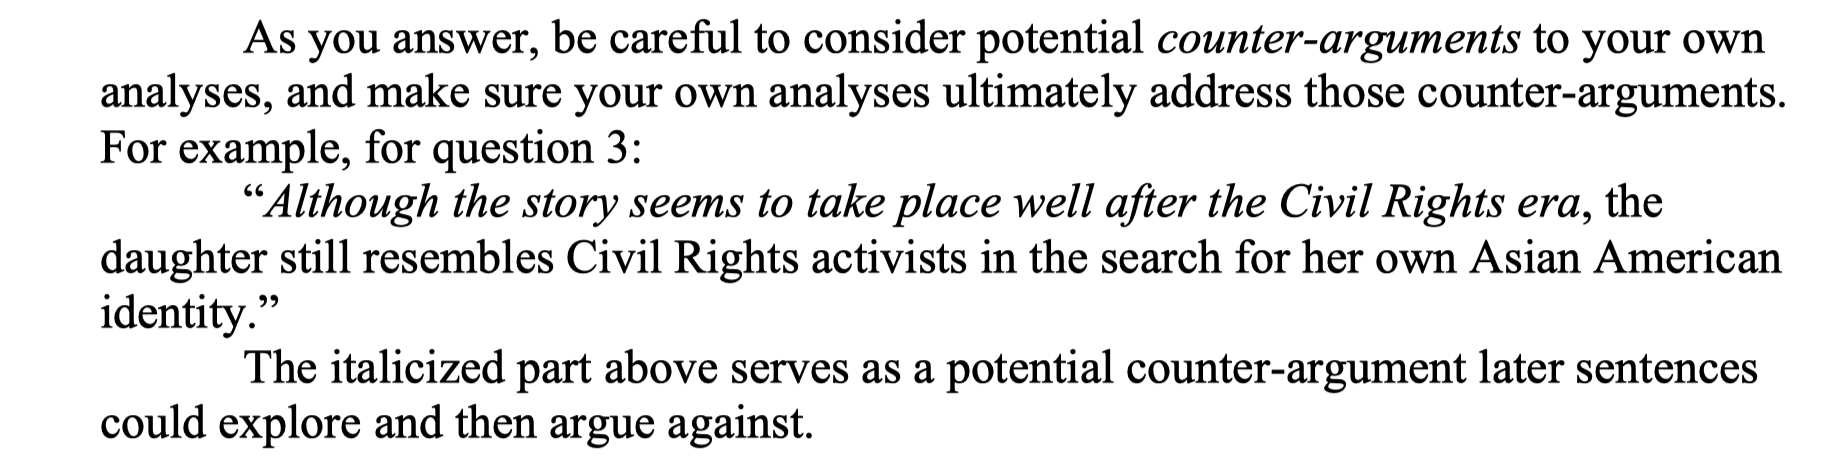 As you answer, be careful to consider potential counter-arguments to your own
analyses, and make sure your own analyses ultimately address those counter-arguments.
For example, for question 3:
“Although the story seems to take place well after the Civil Rights era, the
daughter still resembles Civil Rights activists in the search for her own Asian American
identity.”
The italicized part above serves as a potential counter-argument later sentences
could explore and then argue against.